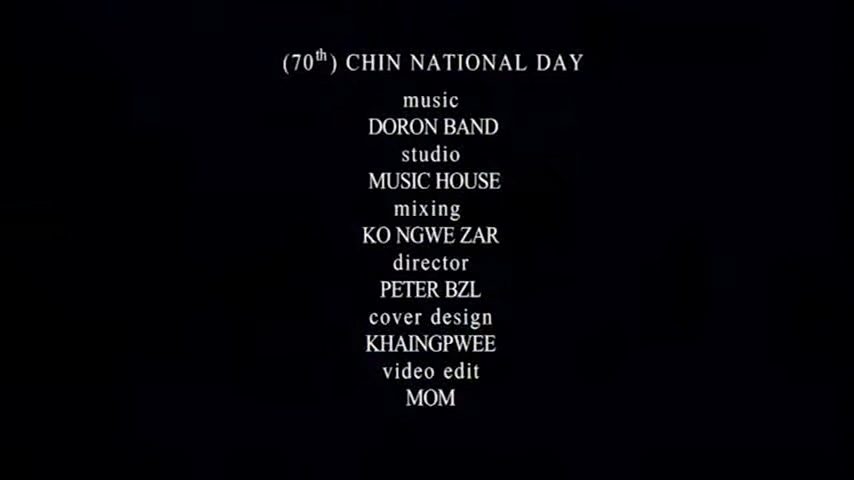 (70th) CHIN NATIONAL DAY
music
DORON BAND
studio
MUSIC HOUSE
mixing
KO NGWE ZAR
director
PETER BZL
cover design
KHAINGPWEE
video edit
MOM